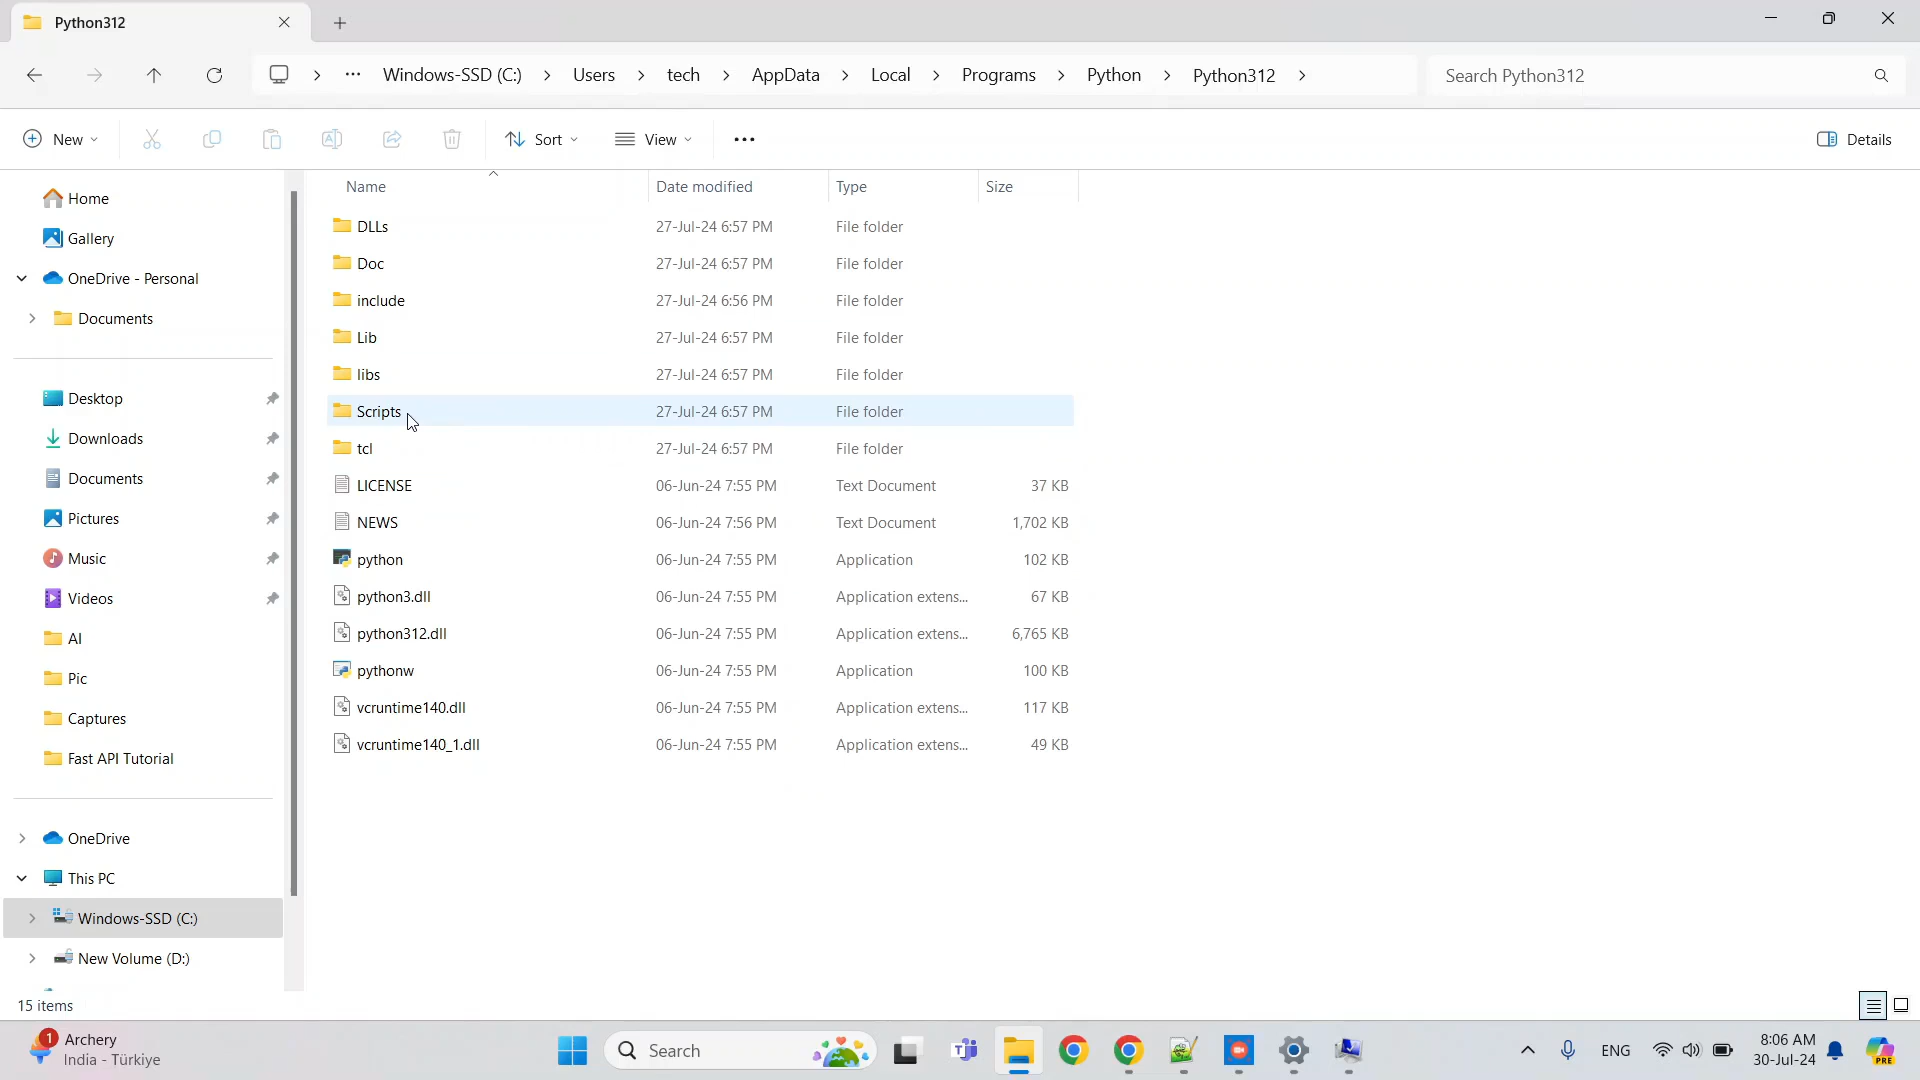 Python312
Windows-SSD (C:) Users tech AppData Local Programs Python Python312
Search Python312
New
Sort
View
Details
Name Date modified Type Size
Home
Gallery
OneDrive - Personal
Documents
Desktop
Downloads
Documents
Pictures
Music
Videos
AI
Pic
Captures
Fast API Tutorial
OneDrive
This PC
Windows-SSD (C:)
New Volume (D:)
DLLs 27-Jul-24 6:57 PM File folder
Doc 27-Jul-24 6:57 PM File folder
include 27-Jul-24 6:56 PM File folder
Lib 27-Jul-24 6:57 PM File folder
libs 27-Jul-24 6:57 PM File folder
Scripts 27-Jul-24 6:57 PM File folder
tcl 27-Jul-24 6:57 PM File folder
LICENSE 06-Jun-24 7:55 PM Text Document 37 KB
NEWS 06-Jun-24 7:56 PM Text Document 1,702 KB
python 06-Jun-24 7:55 PM Application 102 KB
python3.dll 06-Jun-24 7:55 PM Application extens... 67 KB
python312.dll 06-Jun-24 7:55 PM Application extens... 6,765 KB
pythonw 06-Jun-24 7:55 PM Application 100 KB
vcruntime140.dll 06-Jun-24 7:55 PM Application extens... 117 KB
vcruntime140_1.dll 06-Jun-24 7:55 PM Application extens... 49 KB
15 items
1
Archery
India - Türkiye
Search
ENG
8:06 AM
30-Jul-24
PRE